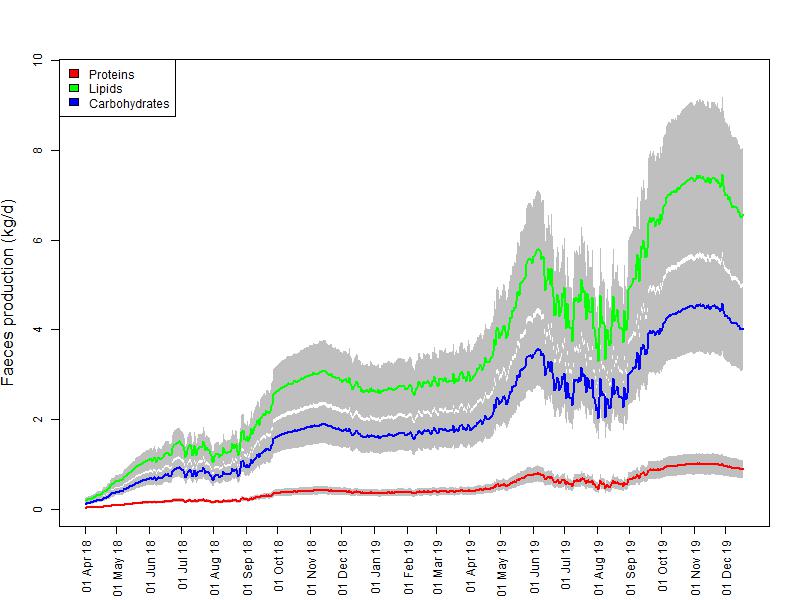 10
8
6
4
2
0
Faeces production (kg/d)
Proteins
Lipids
Carbohydrates
01 Apr 18
01 May 18
01 Jun 18
01 Jul 18
01 Aug 18
01 Sep 18
01 Oct 18
01 Nov 18
01 Dec 18
01 Jan 19
01 Feb 19
01 Mar 19
01 Apr 19
01 May 19
01 Jun 19
01 Jul 19
01 Aug 19
01 Sep 19
01 Oct 19
01 Nov 19
01 Dec 19